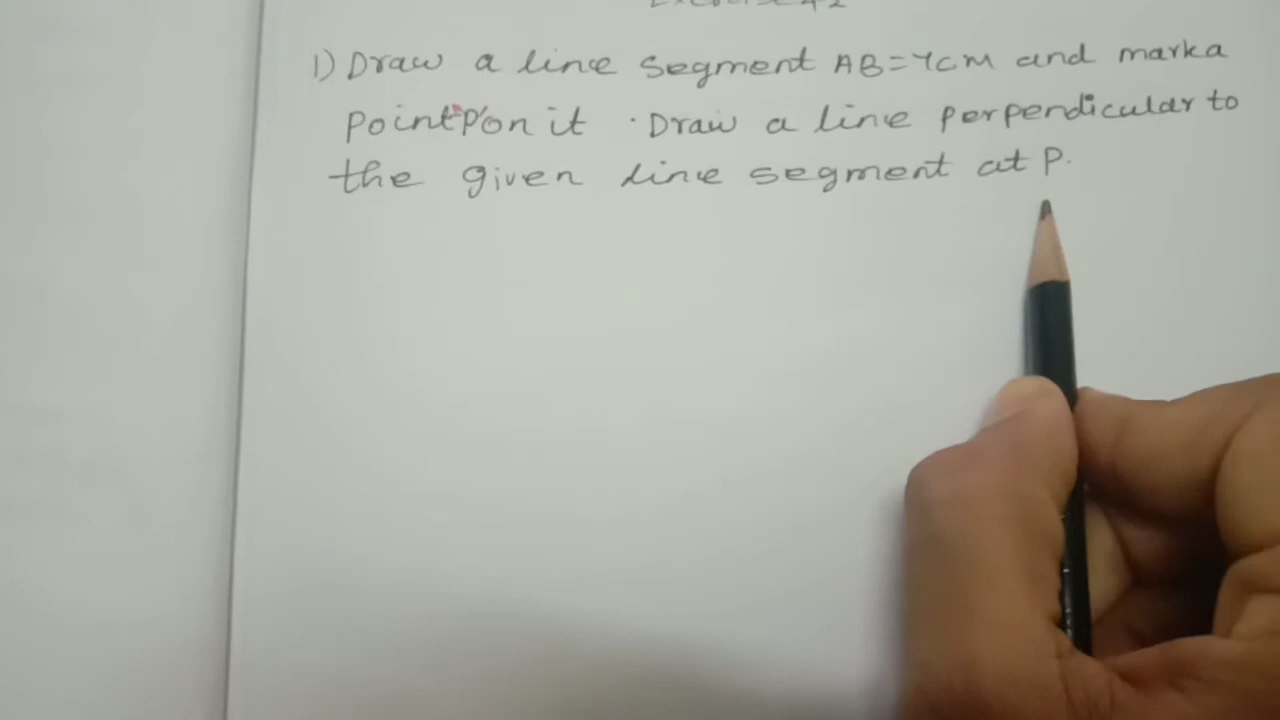 1) Draw a line segment AB=7CM and mark a
point "P" on it . Draw a line perpendicular to
the given line segment at P.